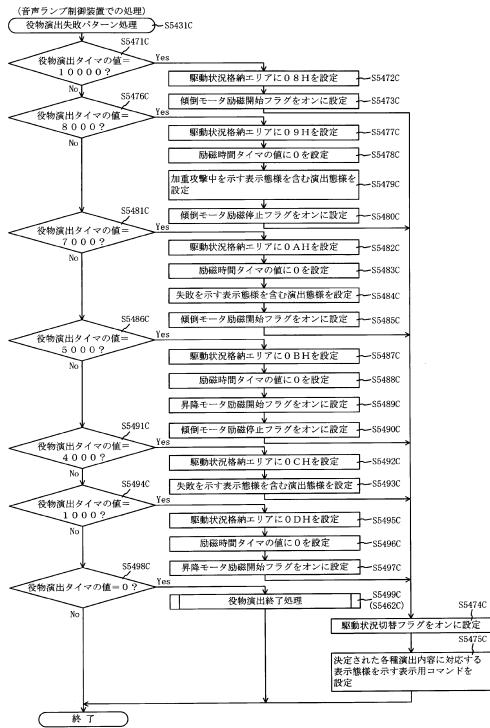 (音声ランプ制御装置での処理)
役物演出失敗パターン処理
S5431C
S5471C
役物演出タイマの値=
10000?
Yes
No
駆動状況格納エリアに08Hを設定
S5472C
傾倒モータ励磁開始フラグをオンに設定
S5473C
S5476C
役物演出タイマの値=
8000?
Yes
No
駆動状況格納エリアに09Hを設定
S5477C
励磁時間タイマの値に0を設定
S5478C
加重攻撃中を示す表示態様を含む演出態様を
設定
S5479C
傾倒モータ励磁停止フラグをオンに設定
S5480C
S5481C
役物演出タイマの値=
7000?
Yes
No
駆動状況格納エリアに0AHを設定
S5482C
励磁時間タイマの値に0を設定
S5483C
失敗を示す表示態様を含む演出態様を設定
S5484C
傾倒モータ励磁開始フラグをオンに設定
S5485C
S5486C
役物演出タイマの値=
5000?
Yes
No
駆動状況格納エリアに0BHを設定
S5487C
励磁時間タイマの値に0を設定
S5488C
昇降モータ励磁開始フラグをオンに設定
S5489C
傾倒モータ励磁停止フラグをオンに設定
S5490C
S5491C
役物演出タイマの値=
4000?
Yes
No
駆動状況格納エリアに0CHを設定
S5492C
失敗を示す表示態様を含む演出態様を設定
S5493C
S5494C
役物演出タイマの値=
1000?
Yes
No
駆動状況格納エリアに0DHを設定
S5495C
励磁時間タイマの値に0を設定
S5496C
昇降モータ励磁開始フラグをオンに設定
S5497C
S5498C
役物演出タイマの値=0?
Yes
No
役物演出終了処理
S5499C
(S5462C)
S5474C
駆動状況切替フラグをオンに設定
S5475C
決定された各種演出内容に対応する
表示態様を示す表示用コマンドを
設定
終了